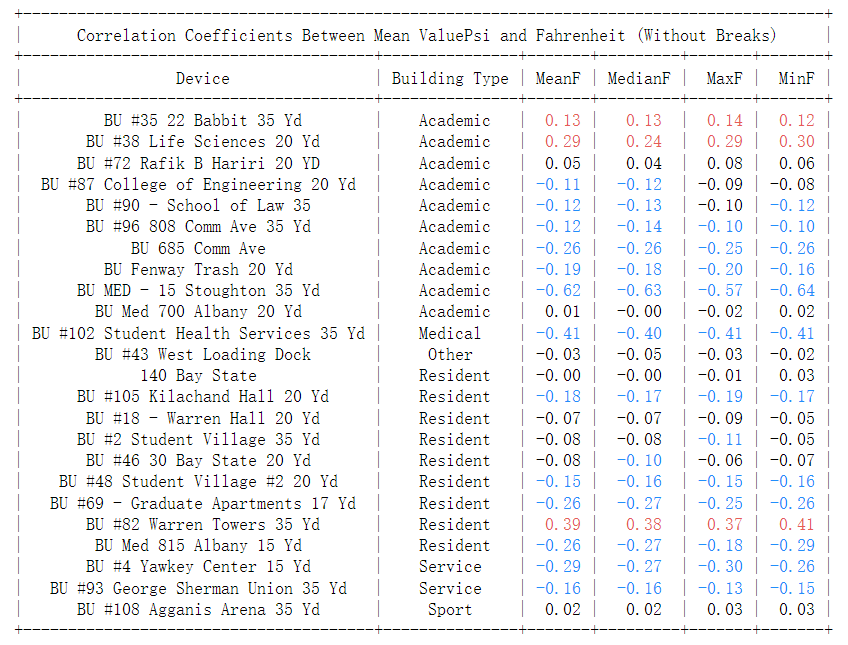 Correlation Coefficients Between Mean ValuePsi and Fahrenheit (Without Breaks)
Device | Building Type | MeanF | MedianF | MaxF | MinF
BU #35 22 Babbit 35 Yd | Academic | 0.13 | 0.13 | 0.14 | 0.12
BU #38 Life Sciences 20 Yd | Academic | 0.29 | 0.24 | 0.29 | 0.30
BU #72 Rafik B Hariri 20 YD | Academic | 0.05 | 0.04 | 0.08 | 0.06
BU #87 College of Engineering 20 Yd | Academic | -0.11 | -0.12 | -0.09 | -0.08
BU #90 - School of Law 35 | Academic | -0.12 | -0.13 | -0.10 | -0.12
BU #96 808 Comm Ave 35 Yd | Academic | -0.12 | -0.14 | -0.10 | -0.10
BU 685 Comm Ave | Academic | -0.26 | -0.26 | -0.25 | -0.26
BU Fenway Trash 20 Yd | Academic | -0.19 | -0.18 | -0.20 | -0.16
BU MED - 15 Stoughton 35 Yd | Academic | -0.62 | -0.63 | -0.57 | -0.64
BU Med 700 Albany 20 Yd | Academic | 0.01 | -0.00 | -0.02 | 0.02
BU #102 Student Health Services 35 Yd | Medical | -0.41 | -0.40 | -0.41 | -0.41
BU #43 West Loading Dock | Other | -0.03 | -0.05 | -0.03 | -0.02
140 Bay State | Resident | -0.00 | -0.00 | -0.01 | 0.03
BU #105 Kilachand Hall 20 Yd | Resident | -0.18 | -0.17 | -0.19 | -0.17
BU #18 - Warren Hall 20 Yd | Resident | -0.07 | -0.07 | -0.09 | -0.05
BU #2 Student Village 35 Yd | Resident | -0.08 | -0.08 | -0.11 | -0.05
BU #46 30 Bay State 20 Yd | Resident | -0.08 | -0.10 | -0.06 | -0.07
BU #48 Student Village #2 20 Yd | Resident | -0.15 | -0.16 | -0.15 | -0.16
BU #69 - Graduate Apartments 17 Yd | Resident | -0.26 | -0.27 | -0.25 | -0.26
BU #82 Warren Towers 35 Yd | Resident | 0.39 | 0.38 | 0.37 | 0.41
BU Med 815 Albany 15 Yd | Resident | -0.26 | -0.27 | -0.18 | -0.29
BU #4 Yawkey Center 15 Yd | Service | -0.29 | -0.27 | -0.30 | -0.26
BU #93 George Sherman Union 35 Yd | Service | -0.16 | -0.16 | -0.13 | -0.15
BU #108 Agganis Arena 35 Yd | Sport | 0.02 | 0.02 | 0.03 | 0.03